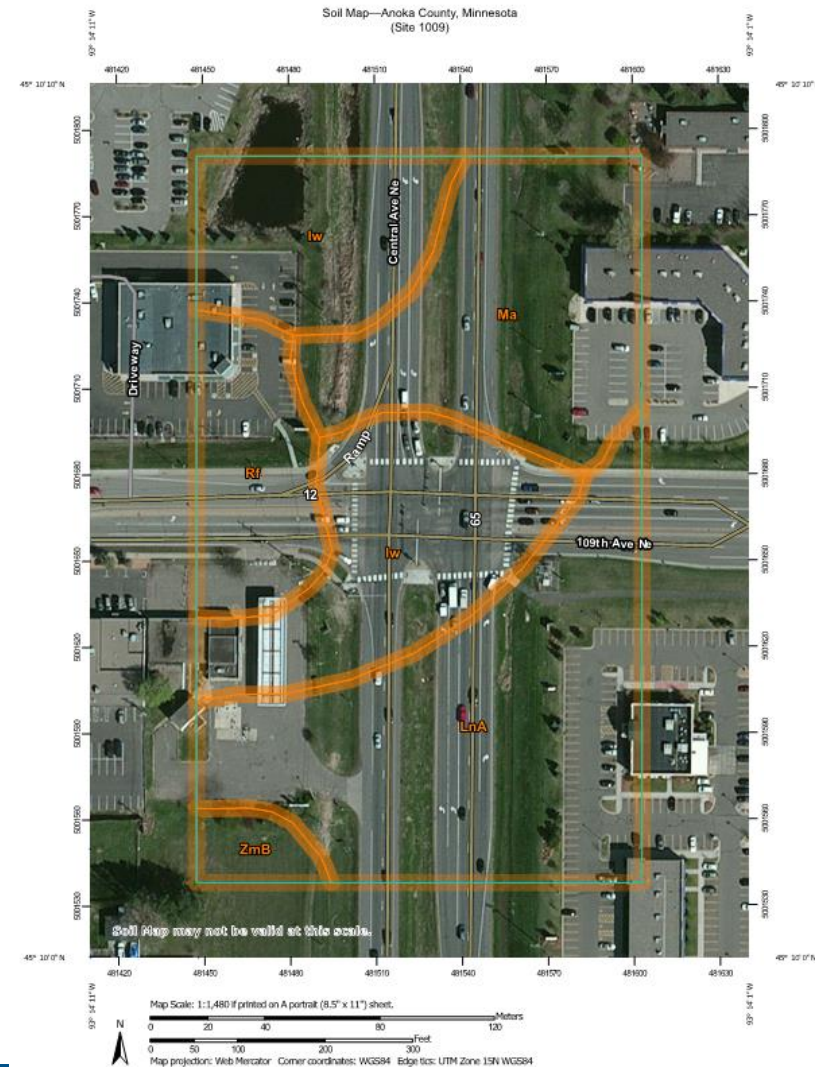 Soil Map—Anoka County, Minnesota
(Site 1009)
93° 14' 11" W
93° 14' 1" W
481420 481450 481480 481510 481540 481570 481600 481630
45° 10' 10" N
45° 10' 10" N
5001800
5001800
5001770
5001770
Iw
Central Ave Ne
5001740
5001740
Ma
Driveway
5001710
5001710
Ramp
5001680
5001680
Rf
12
65
109th Ave Ne
Iw
5001650
5001650
5001620
5001620
5001590
5001590
LnA
5001560
5001560
ZmB
5001530
5001530
Soil Map may not be valid at this scale.
45° 10' 0" N
45° 10' 0" N
481420 481450 481480 481510 481540 481570 481600 481630
93° 14' 11" W
93° 14' 1" W
Map Scale: 1:1,480 if printed on A portrait (8.5" x 11") sheet.
N
Meters
0 20 40 80 120
Feet
0 50 100 200 300
Map projection: Web Mercator Corner coordinates: WGS84 Edge tics: UTM Zone 15N WGS84